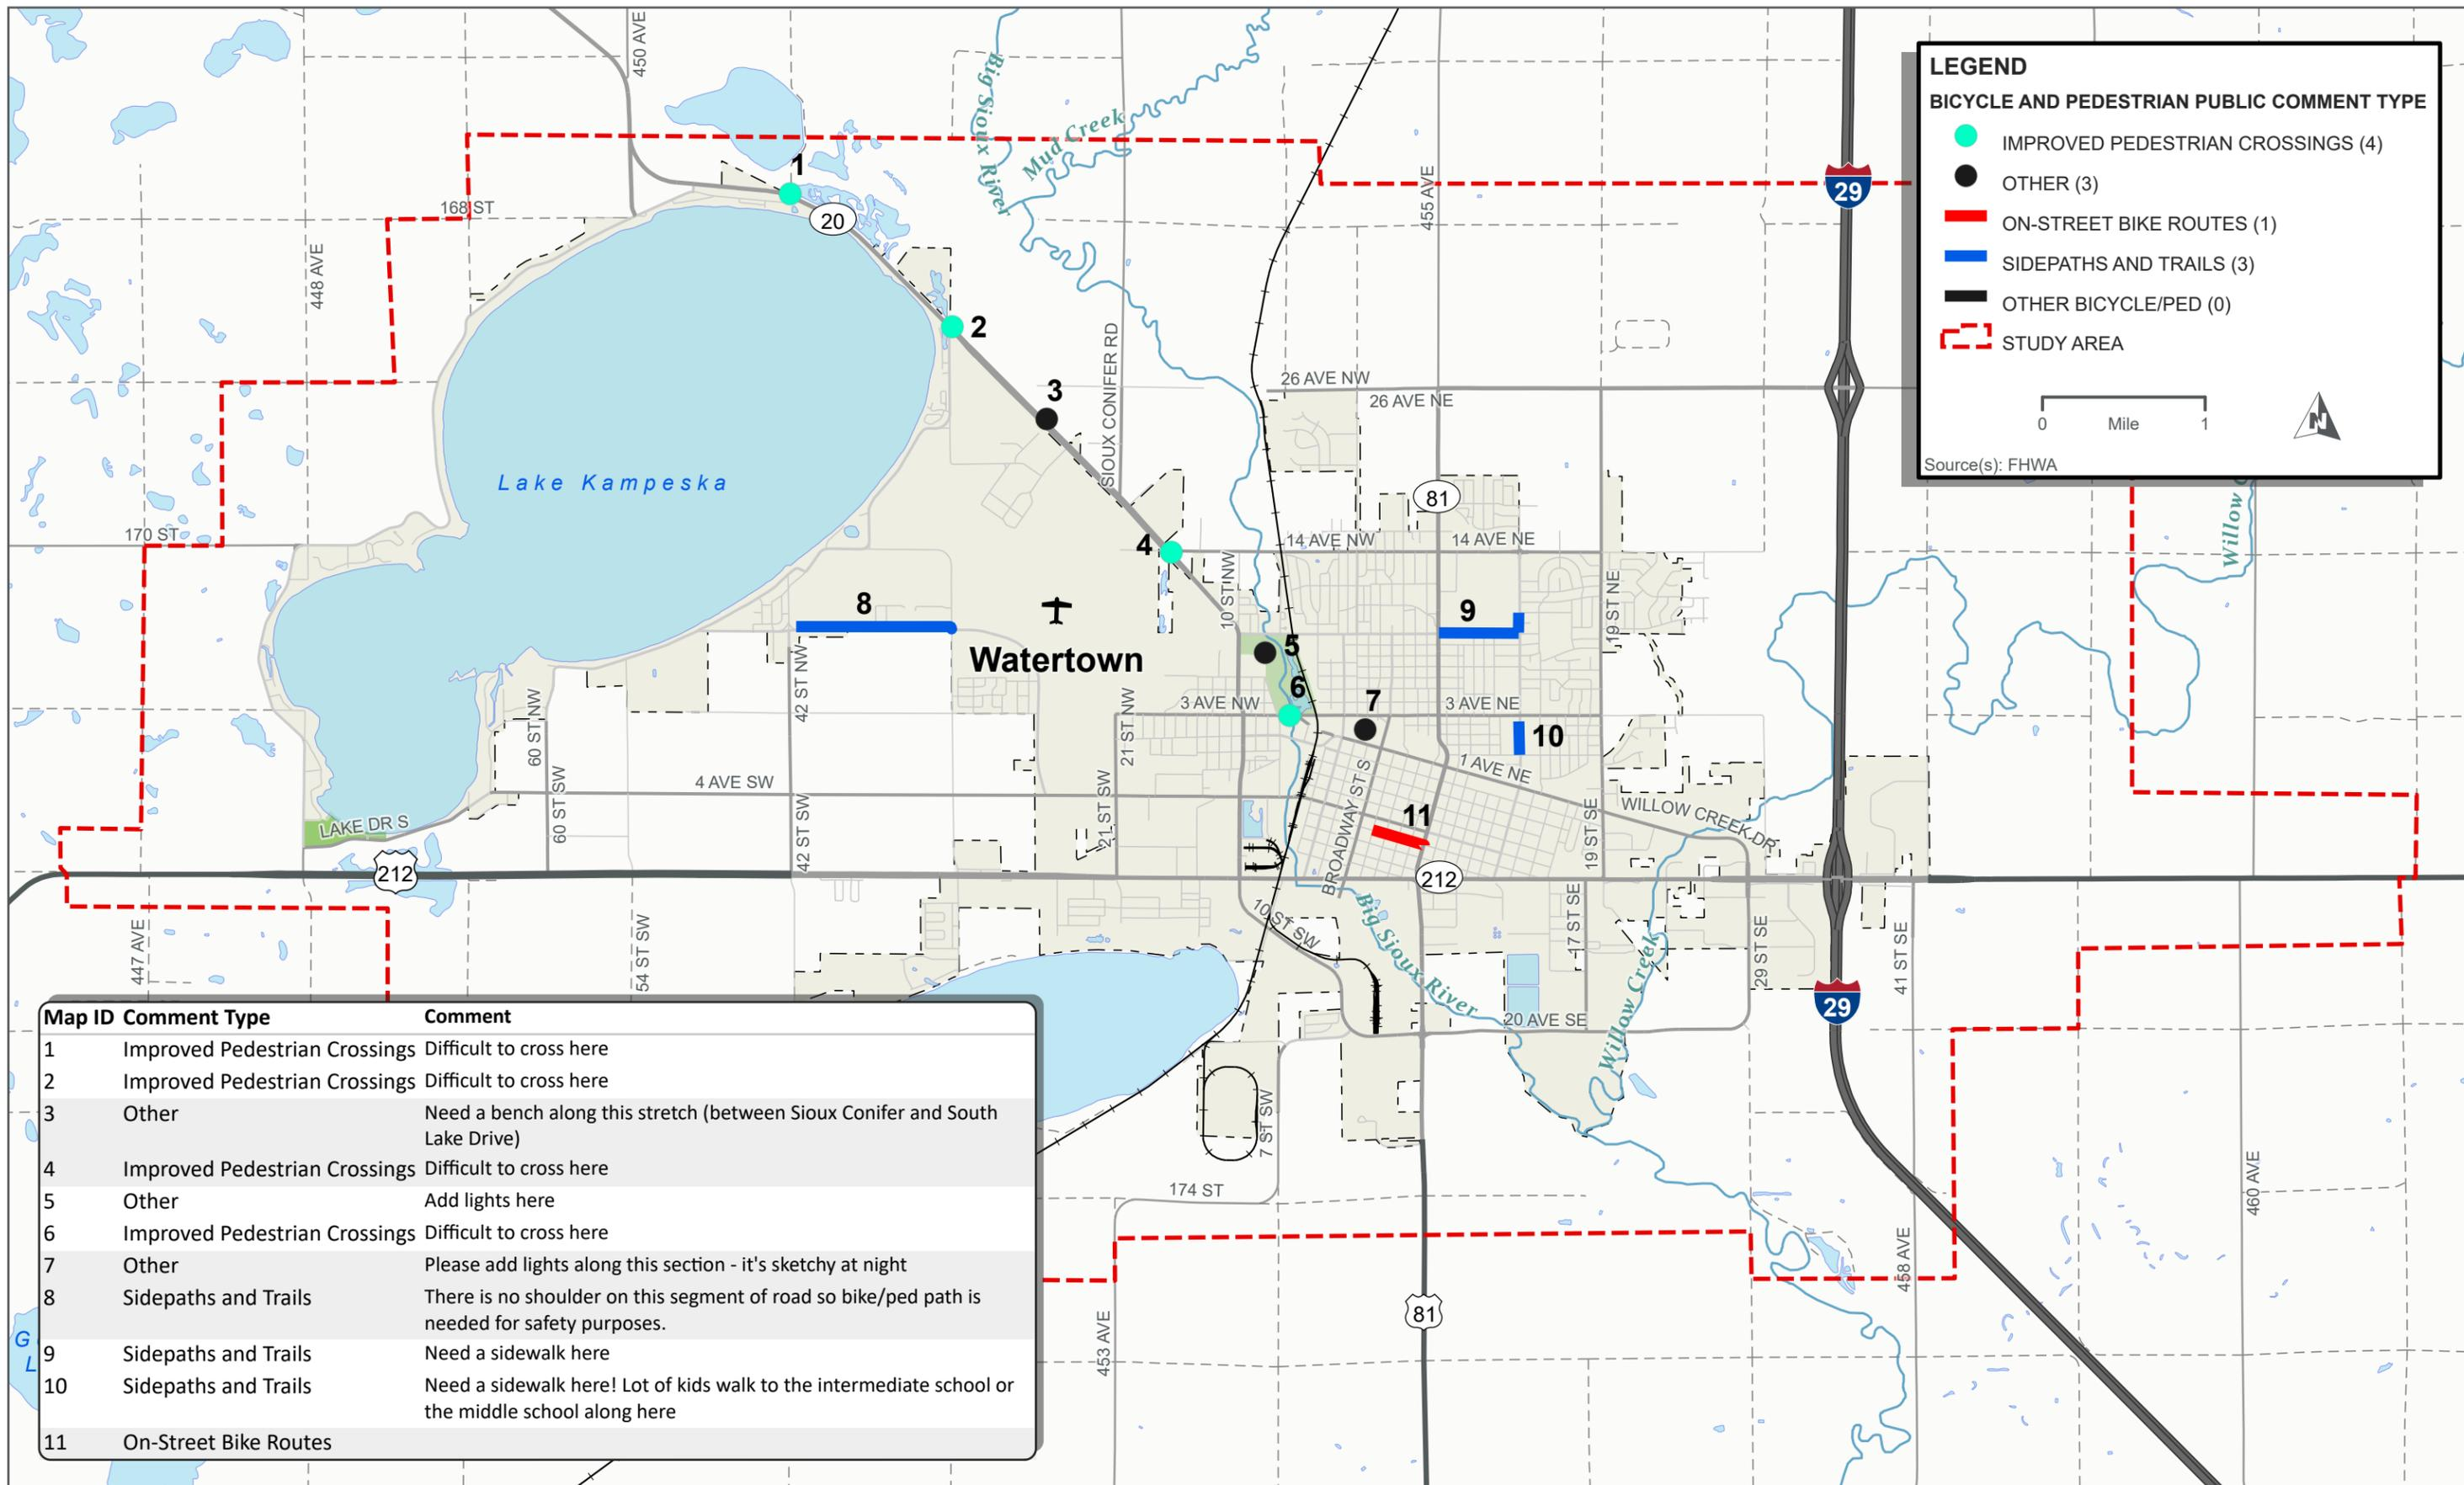 450 AVE
Big Sioux River
Mud Creek
455 AVE
29
1
20
168 ST
448 AVE
2
3
SIOUX CONIFER RD
26 AVE NW
26 AVE NE
Lake Kampeska
81
170 ST
4
14 AVE NW
14 AVE NE
10 ST NW
19 ST NE
8
9
5
Watertown
6
7
3 AVE NW
3 AVE NE
42 ST NW
60 ST NW
21 ST NW
10
1 AVE NE
4 AVE SW
60 ST SW
42 ST SW
21 ST SW
BROADWAY ST S
11
19 ST SE
WILLOW CREEK DR
LAKE DR S
212
212
10 ST SW
Big Sioux River
17 ST SE
Willow Creek
29 ST SE
41 ST SE
29
447 AVE
54 ST SW
20 AVE SE
7 ST SW
174 ST
460 AVE
458 AVE
453 AVE
81
Willow C
G
L
LEGEND
BICYCLE AND PEDESTRIAN PUBLIC COMMENT TYPE
IMPROVED PEDESTRIAN CROSSINGS (4)
OTHER (3)
ON-STREET BIKE ROUTES (1)
SIDEPATHS AND TRAILS (3)
OTHER BICYCLE/PED (0)
STUDY AREA
0 Mile 1
N
Source(s): FHWA
Map ID Comment Type Comment
1 Improved Pedestrian Crossings Difficult to cross here
2 Improved Pedestrian Crossings Difficult to cross here
3 Other Need a bench along this stretch (between Sioux Conifer and South
Lake Drive)
4 Improved Pedestrian Crossings Difficult to cross here
5 Other Add lights here
6 Improved Pedestrian Crossings Difficult to cross here
7 Other Please add lights along this section - it's sketchy at night
8 Sidepaths and Trails There is no shoulder on this segment of road so bike/ped path is
needed for safety purposes.
9 Sidepaths and Trails Need a sidewalk here
10 Sidepaths and Trails Need a sidewalk here! Lot of kids walk to the intermediate school or
the middle school along here
11 On-Street Bike Routes